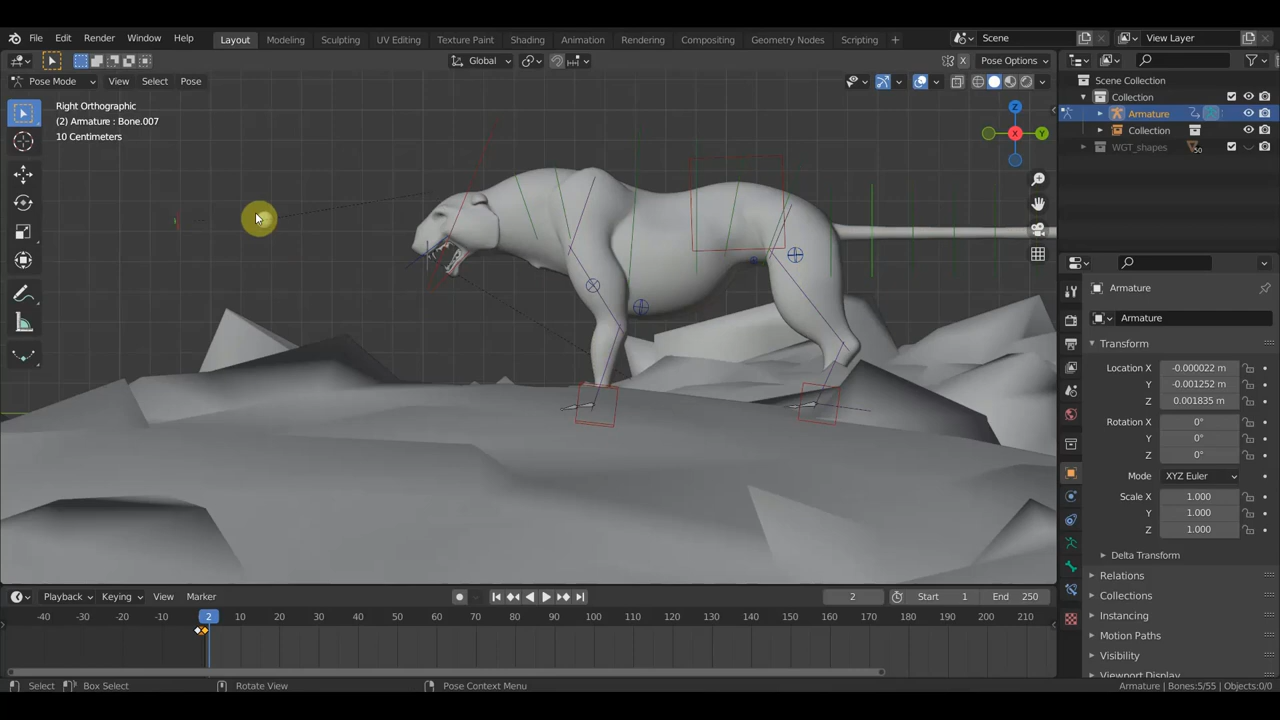 File Edit Render Window Help Layout Modeling Sculpting UV Editing Texture Paint Shading Animation Rendering Compositing Geometry Nodes Scripting + Scene View Layer
Global Pose Options
Pose Mode View Select Pose
Scene Collection
Collection
Armature
Collection
WGT_shapes 50
Right Orthographic
(2) Armature : Bone.007
10 Centimeters
Z
Y
X
Armature
Armature
Transform
Location X -0.000022 m
Y -0.001252 m
Z 0.001835 m
Rotation X 0°
Y 0°
Z 0°
Mode XYZ Euler
Scale X 1.000
Y 1.000
Z 1.000
Delta Transform
Relations
Collections
Instancing
Motion Paths
Visibility
Viewport Display
Playback Keying View Marker 2 Start 1 End 250
-40 -30 -20 -10 2 10 20 30 40 50 60 70 80 90 100 110 120 130 140 150 160 170 180 190 200 210
Select Box Select Rotate View Pose Context Menu Armature | Bones:5/55 | Objects:0/0